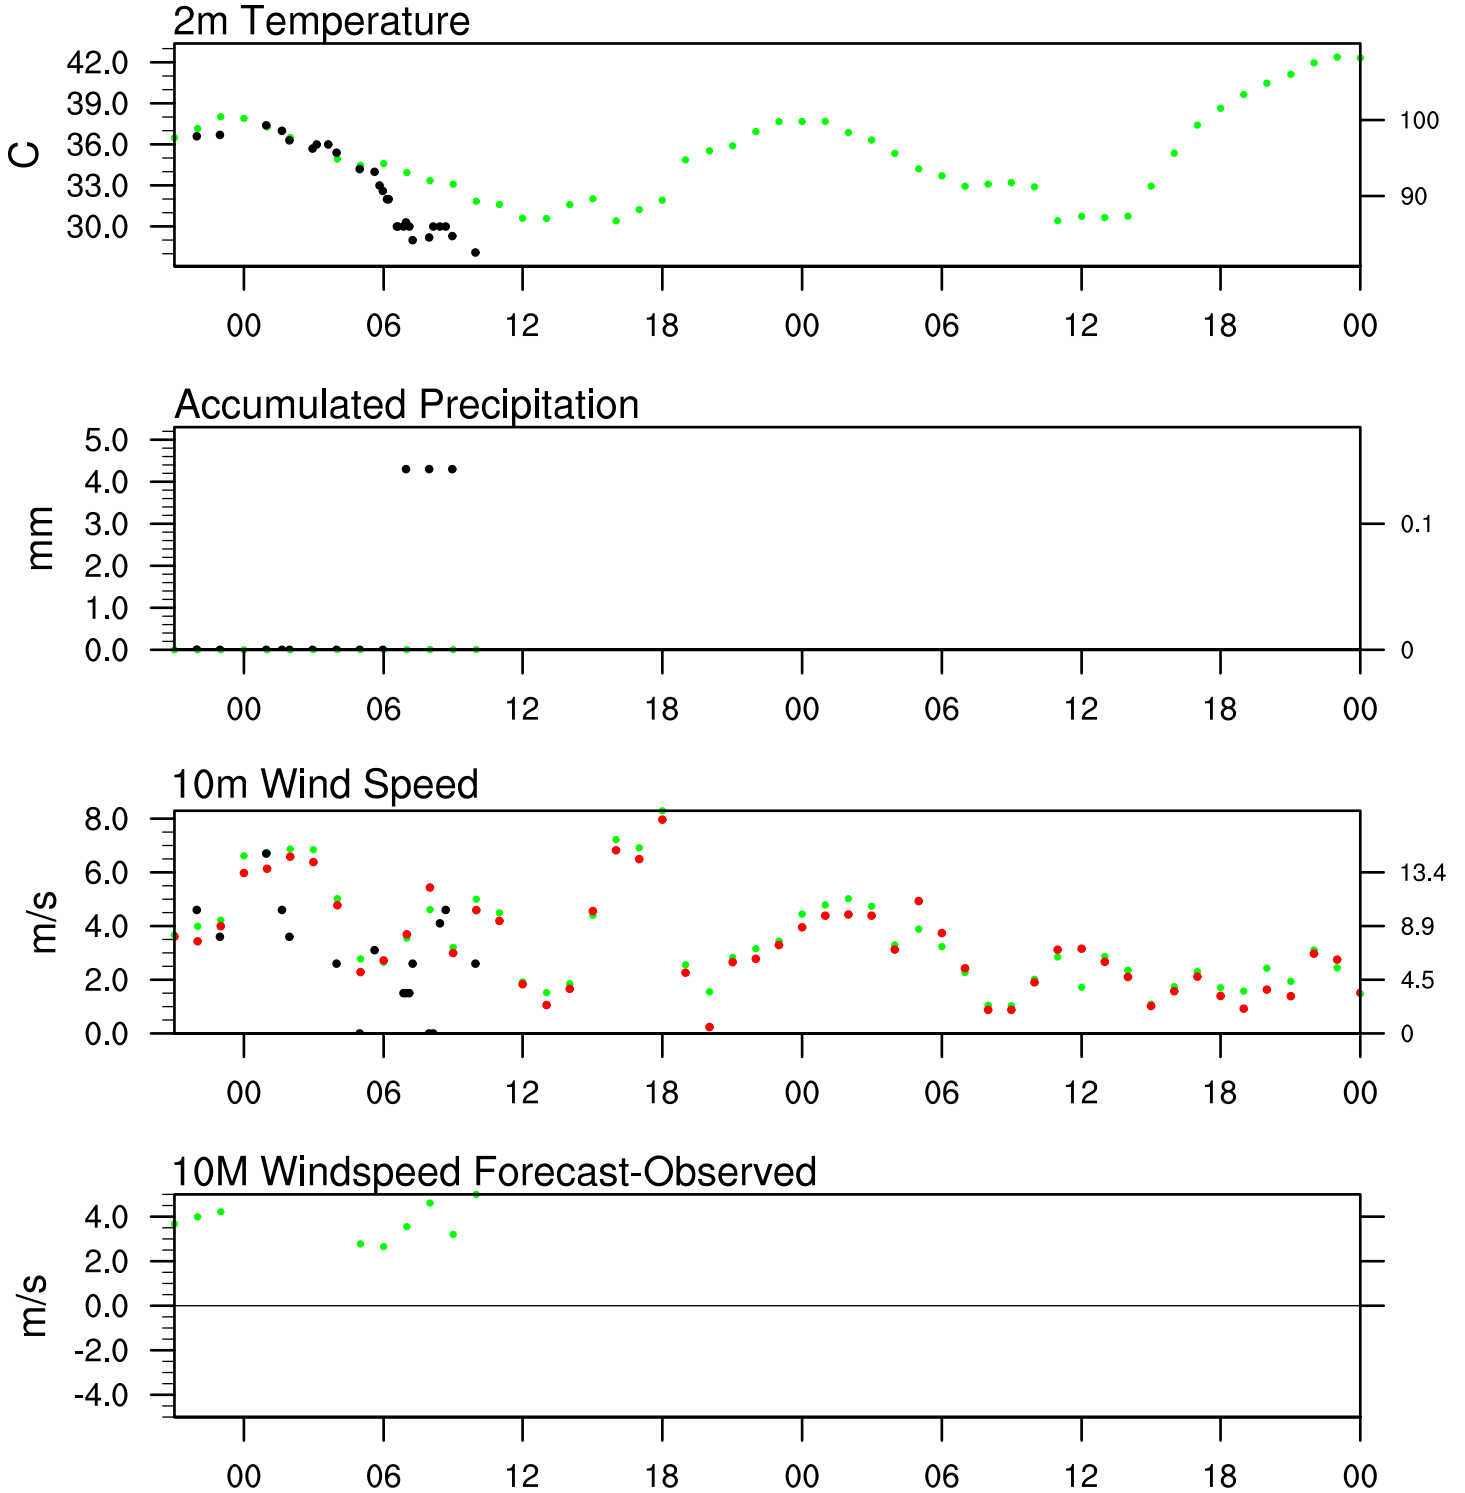 2m Temperature
42.0
39.0
36.0
33.0
30.0
C
100
90
00 06 12 18 00 06 12 18 00
Accumulated Precipitation
5.0
4.0
3.0
2.0
1.0
0.0
mm
0.1
0
00 06 12 18 00 06 12 18 00
10m Wind Speed
8.0
6.0
4.0
2.0
0.0
m/s
13.4
8.9
4.5
0
00 06 12 18 00 06 12 18 00
10M Windspeed Forecast-Observed
4.0
2.0
0.0
-2.0
-4.0
m/s
00 06 12 18 00 06 12 18 00